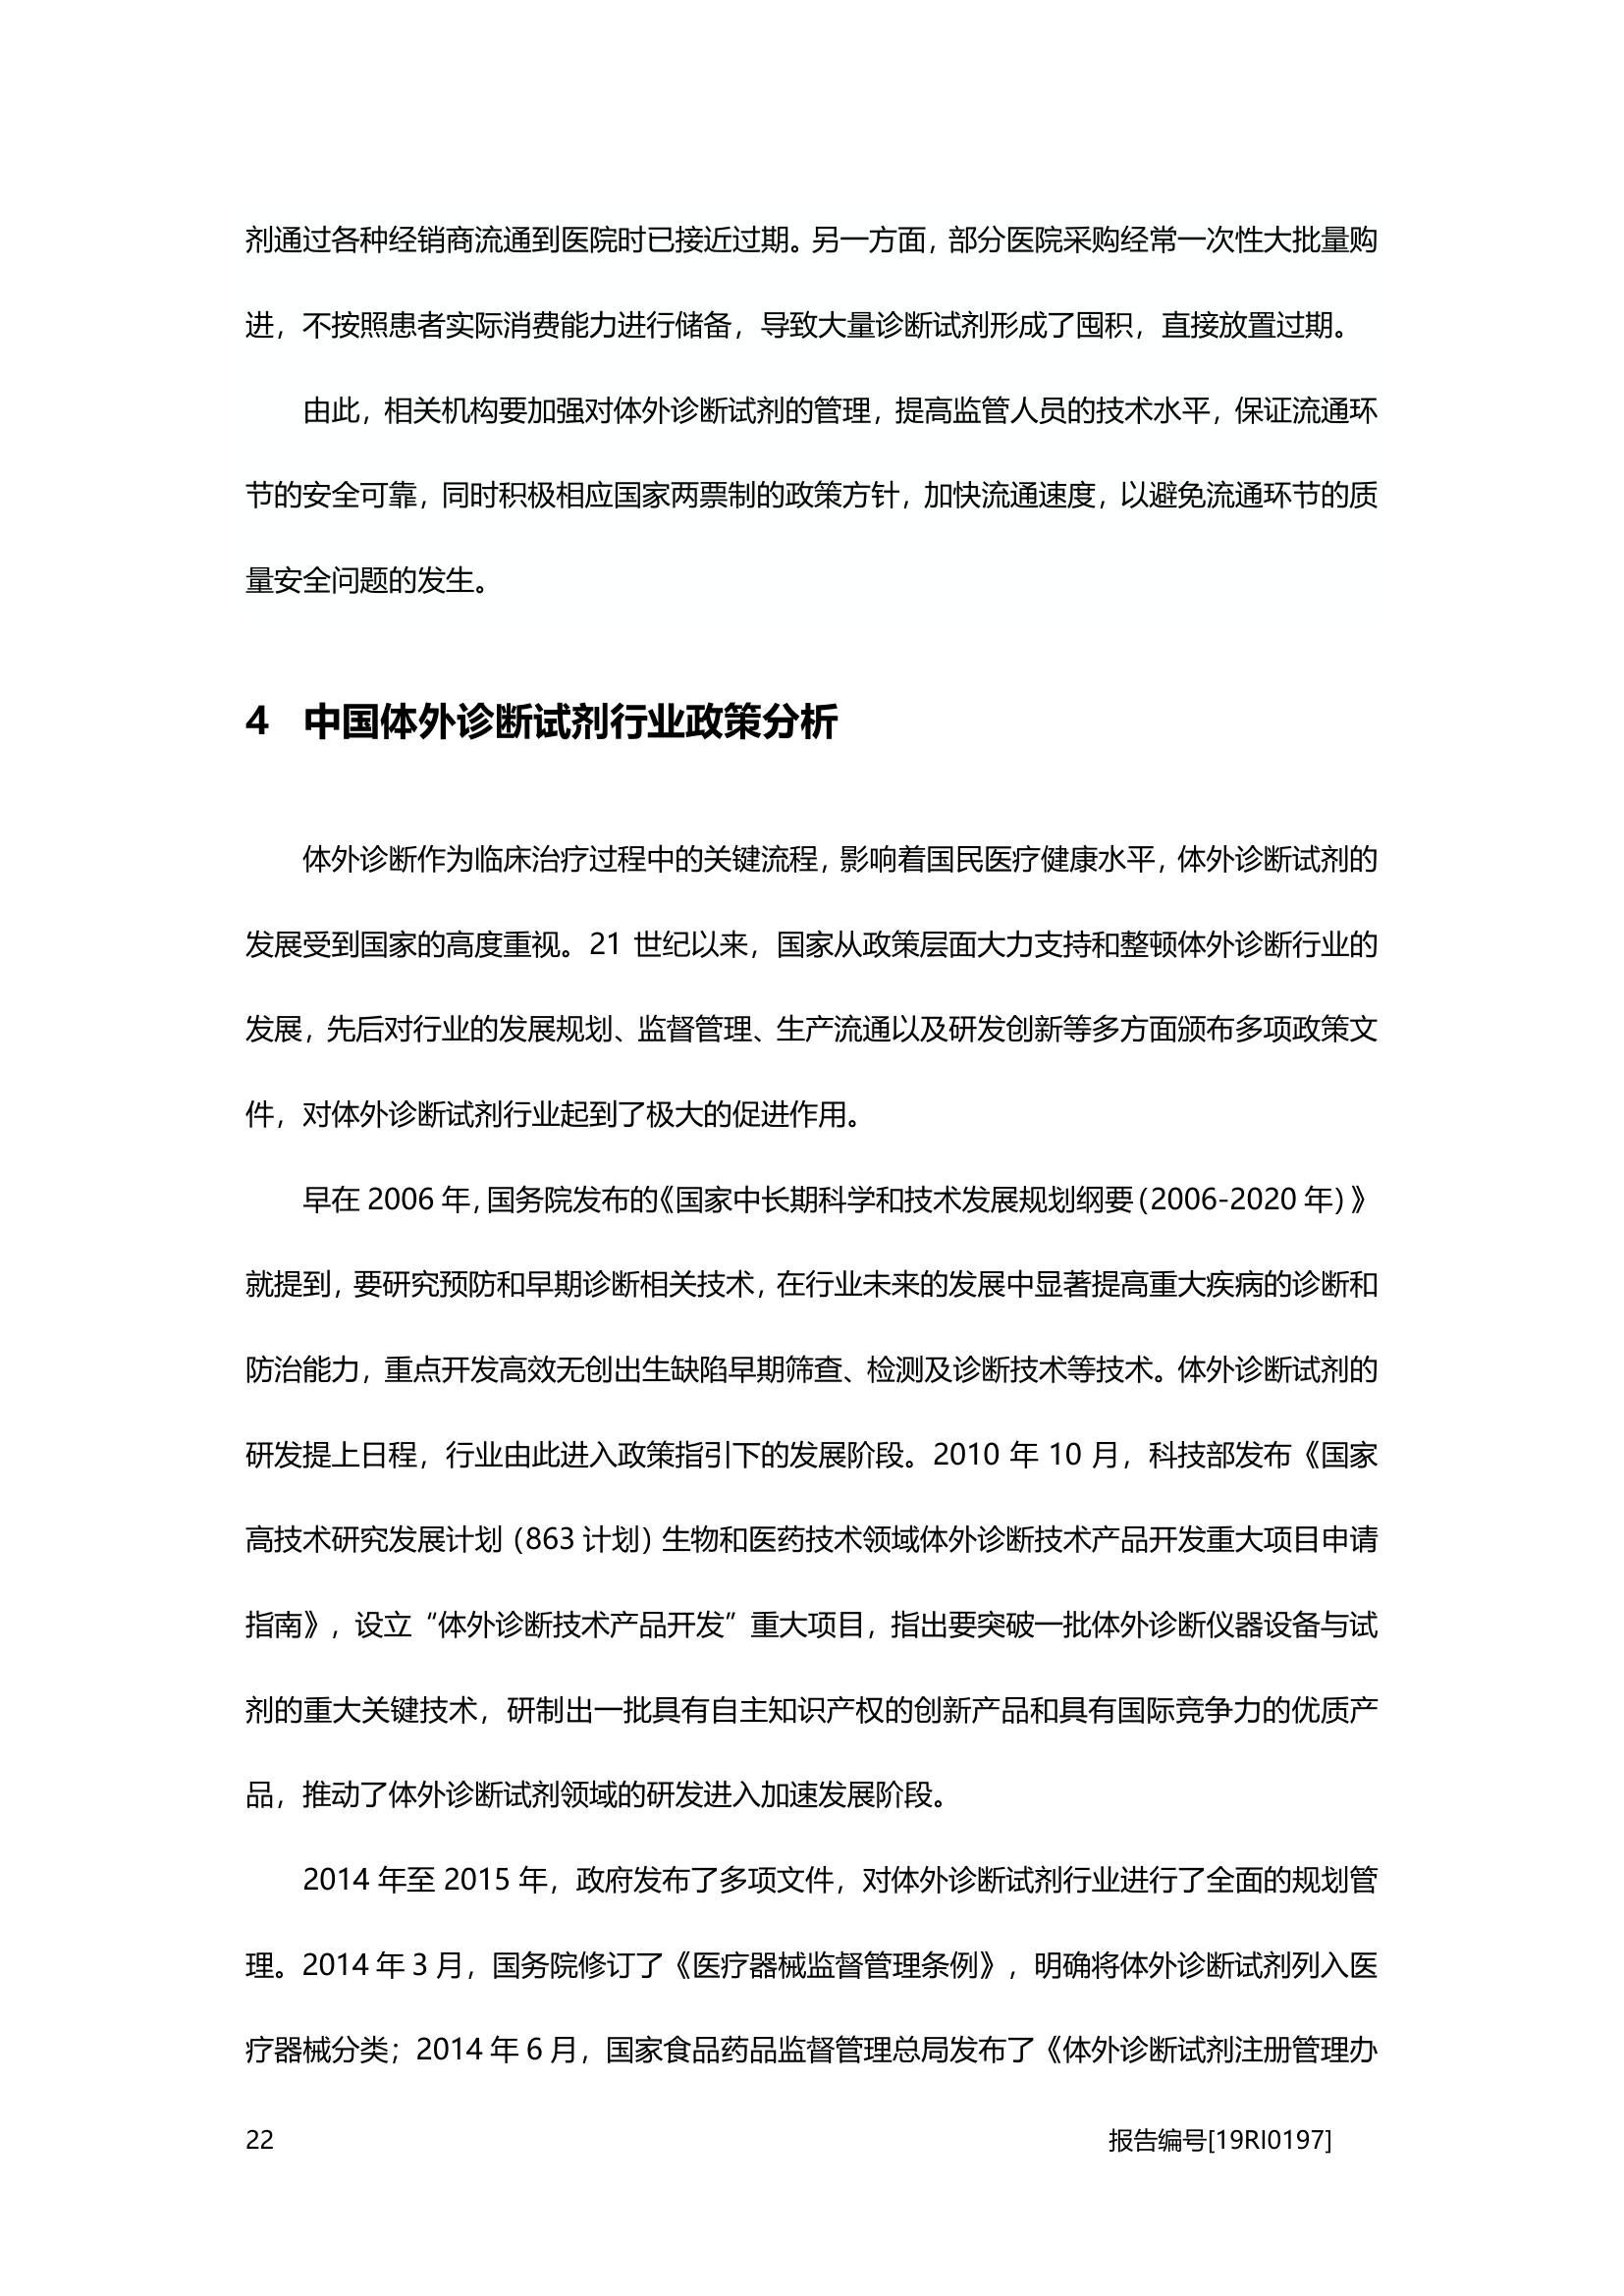 剂通过各种经销商流通到医院时已接近过期。另一方面，部分医院采购经常一次性大批量购
进，不按照患者实际消费能力进行储备，导致大量诊断试剂形成了囤积，直接放置过期。
由此，相关机构要加强对体外诊断试剂的管理，提高监管人员的技术水平，保证流通环
节的安全可靠，同时积极相应国家两票制的政策方针，加快流通速度，以避免流通环节的质
量安全问题的发生。
4 中国体外诊断试剂行业政策分析
体外诊断作为临床治疗过程中的关键流程，影响着国民医疗健康水平，体外诊断试剂的
发展受到国家的高度重视。21 世纪以来，国家从政策层面大力支持和整顿体外诊断行业的
发展，先后对行业的发展规划、监督管理、生产流通以及研发创新等多方面颁布多项政策文
件，对体外诊断试剂行业起到了极大的促进作用。
早在 2006 年，国务院发布的《国家中长期科学和技术发展规划纲要（2006-2020 年）》
就提到，要研究预防和早期诊断相关技术，在行业未来的发展中显著提高重大疾病的诊断和
防治能力，重点开发高效无创出生缺陷早期筛查、检测及诊断技术等技术。体外诊断试剂的
研发提上日程，行业由此进入政策指引下的发展阶段。2010 年 10 月，科技部发布《国家
高技术研究发展计划（863 计划）生物和医药技术领域体外诊断技术产品开发重大项目申请
指南》，设立“体外诊断技术产品开发”重大项目，指出要突破一批体外诊断仪器设备与试
剂的重大关键技术，研制出一批具有自主知识产权的创新产品和具有国际竞争力的优质产
品，推动了体外诊断试剂领域的研发进入加速发展阶段。
2014 年至 2015 年，政府发布了多项文件，对体外诊断试剂行业进行了全面的规划管
理。2014 年 3 月，国务院修订了《医疗器械监督管理条例》，明确将体外诊断试剂列入医
疗器械分类；2014 年 6 月，国家食品药品监督管理总局发布了《体外诊断试剂注册管理办
22 报告编号[19RI0197]